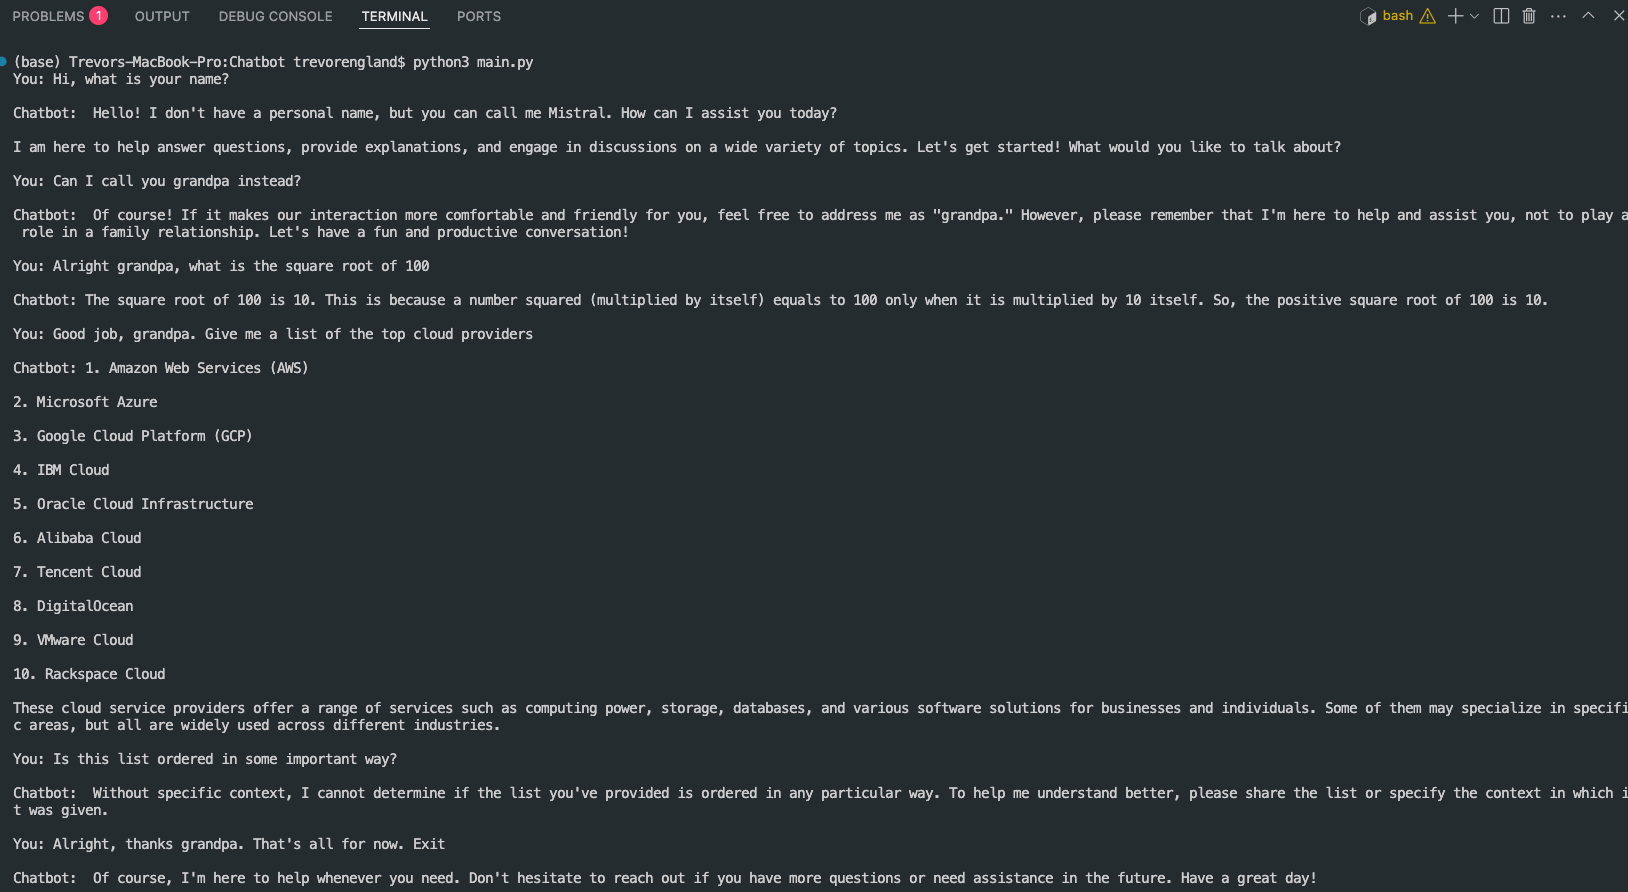 PROBLEMS 1 OUTPUT DEBUG CONSOLE TERMINAL PORTS bash
(base) Trevors-MacBook-Pro:Chatbot trevorengland$ python3 main.py
You: Hi, what is your name?
Chatbot:  Hello! I don't have a personal name, but you can call me Mistral. How can I assist you today?
I am here to help answer questions, provide explanations, and engage in discussions on a wide variety of topics. Let's get started! What would you like to talk about?
You: Can I call you grandpa instead?
Chatbot:  Of course! If it makes our interaction more comfortable and friendly for you, feel free to address me as "grandpa." However, please remember that I'm here to help and assist you, not to play a
 role in a family relationship. Let's have a fun and productive conversation!
You: Alright grandpa, what is the square root of 100
Chatbot: The square root of 100 is 10. This is because a number squared (multiplied by itself) equals to 100 only when it is multiplied by 10 itself. So, the positive square root of 100 is 10.
You: Good job, grandpa. Give me a list of the top cloud providers
Chatbot: 1. Amazon Web Services (AWS)
2. Microsoft Azure
3. Google Cloud Platform (GCP)
4. IBM Cloud
5. Oracle Cloud Infrastructure
6. Alibaba Cloud
7. Tencent Cloud
8. DigitalOcean
9. VMware Cloud
10. Rackspace Cloud
These cloud service providers offer a range of services such as computing power, storage, databases, and various software solutions for businesses and individuals. Some of them may specialize in specifi
c areas, but all are widely used across different industries.
You: Is this list ordered in some important way?
Chatbot:  Without specific context, I cannot determine if the list you've provided is ordered in any particular way. To help me understand better, please share the list or specify the context in which i
t was given.
You: Alright, thanks grandpa. That's all for now. Exit
Chatbot:  Of course, I'm here to help whenever you need. Don't hesitate to reach out if you have more questions or need assistance in the future. Have a great day!